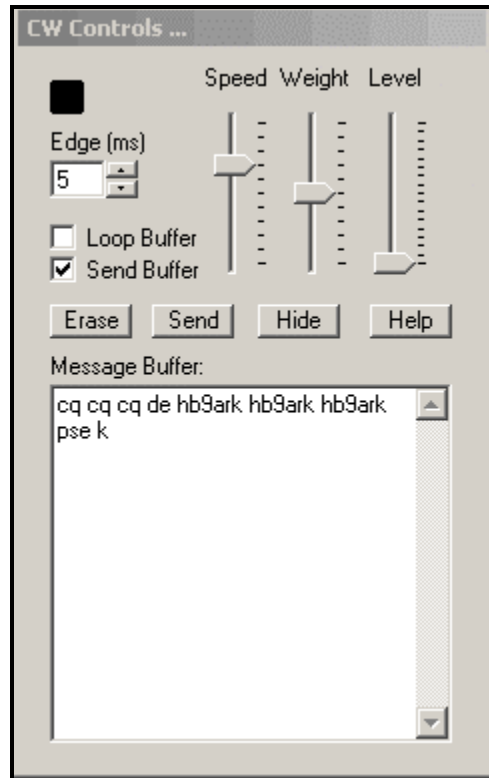 CW Controls ...
Speed Weight Level
Edge (ms)
5
Loop Buffer
Send Buffer
Erase Send Hide Help
Message Buffer:
cq cq cq de hb9ark hb9ark hb9ark
pse k